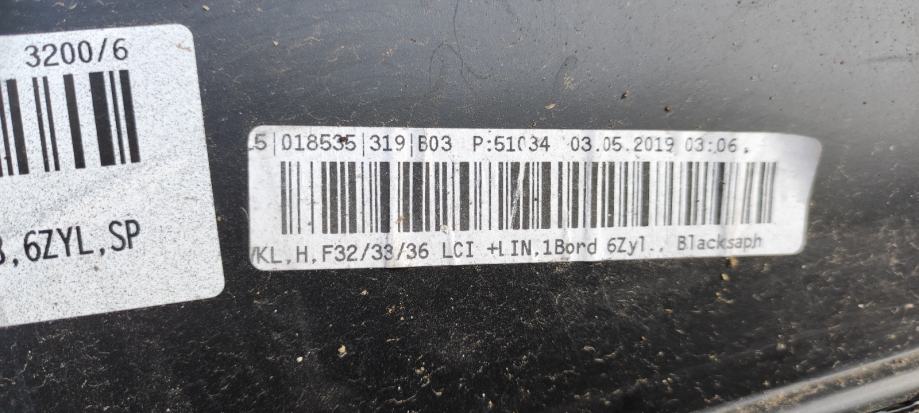 3200/6
,6ZYL,SP
5|018535|319|B03 P:51034 03.05.2019 03:06
/KL,H,F32/33/36 LCI +LIN,1Bord 6Zyl., Blacksaph